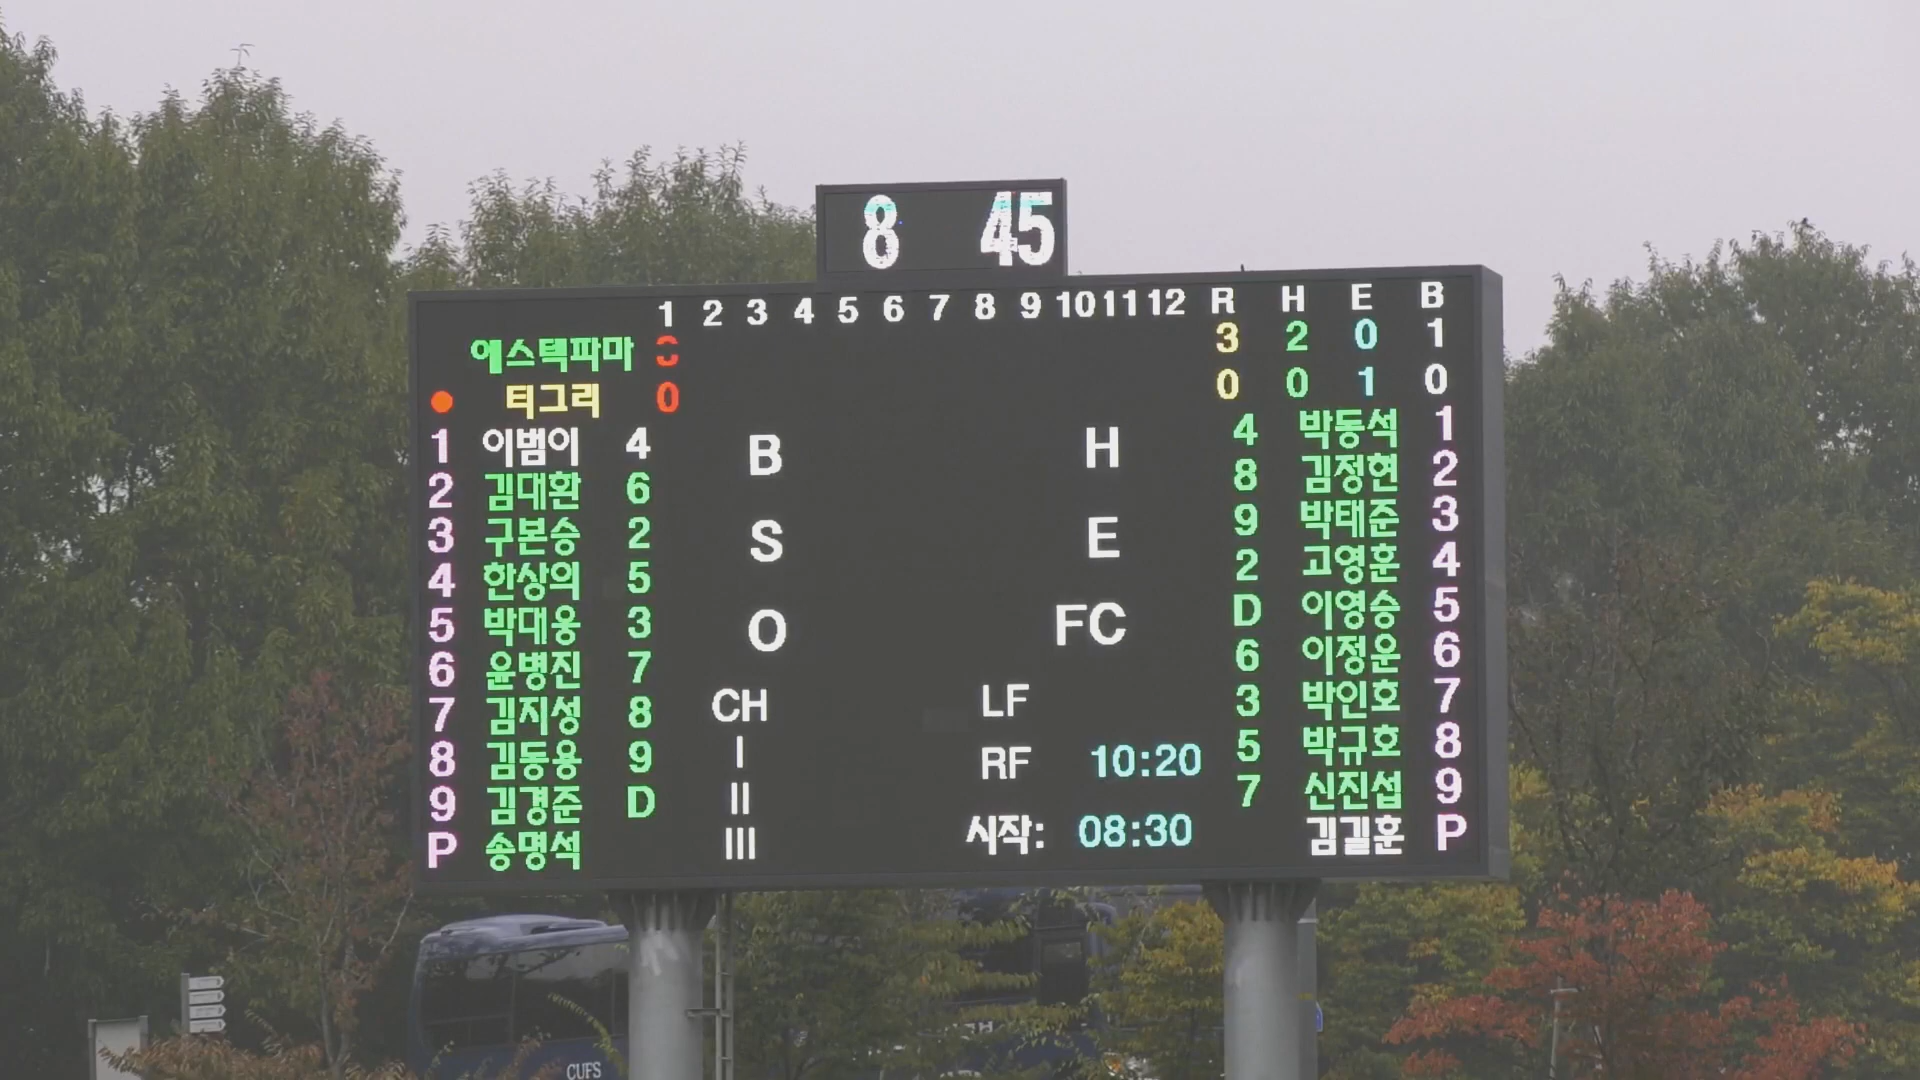 8 45
1 2 3 4 5 6 7 8 9 10 11 12 R H E B
에스텍파마 3 2 0 1
티그리 0 0 0 1 0
1 이범이 4 B H 4 박동석 1
2 김대환 6 8 김정현 2
3 구본승 2 S E 9 박태준 3
4 한상의 5 2 고영훈 4
5 박대웅 3 O FC D 이영승 5
6 윤병진 7 6 이정운 6
7 김지성 8 CH LF 3 박인호 7
8 김동용 9 I RF 10:20 5 박규호 8
9 김경준 D II 7 신진섭 9
P 송명석 III 시작: 08:30 김길훈 P
CUFS